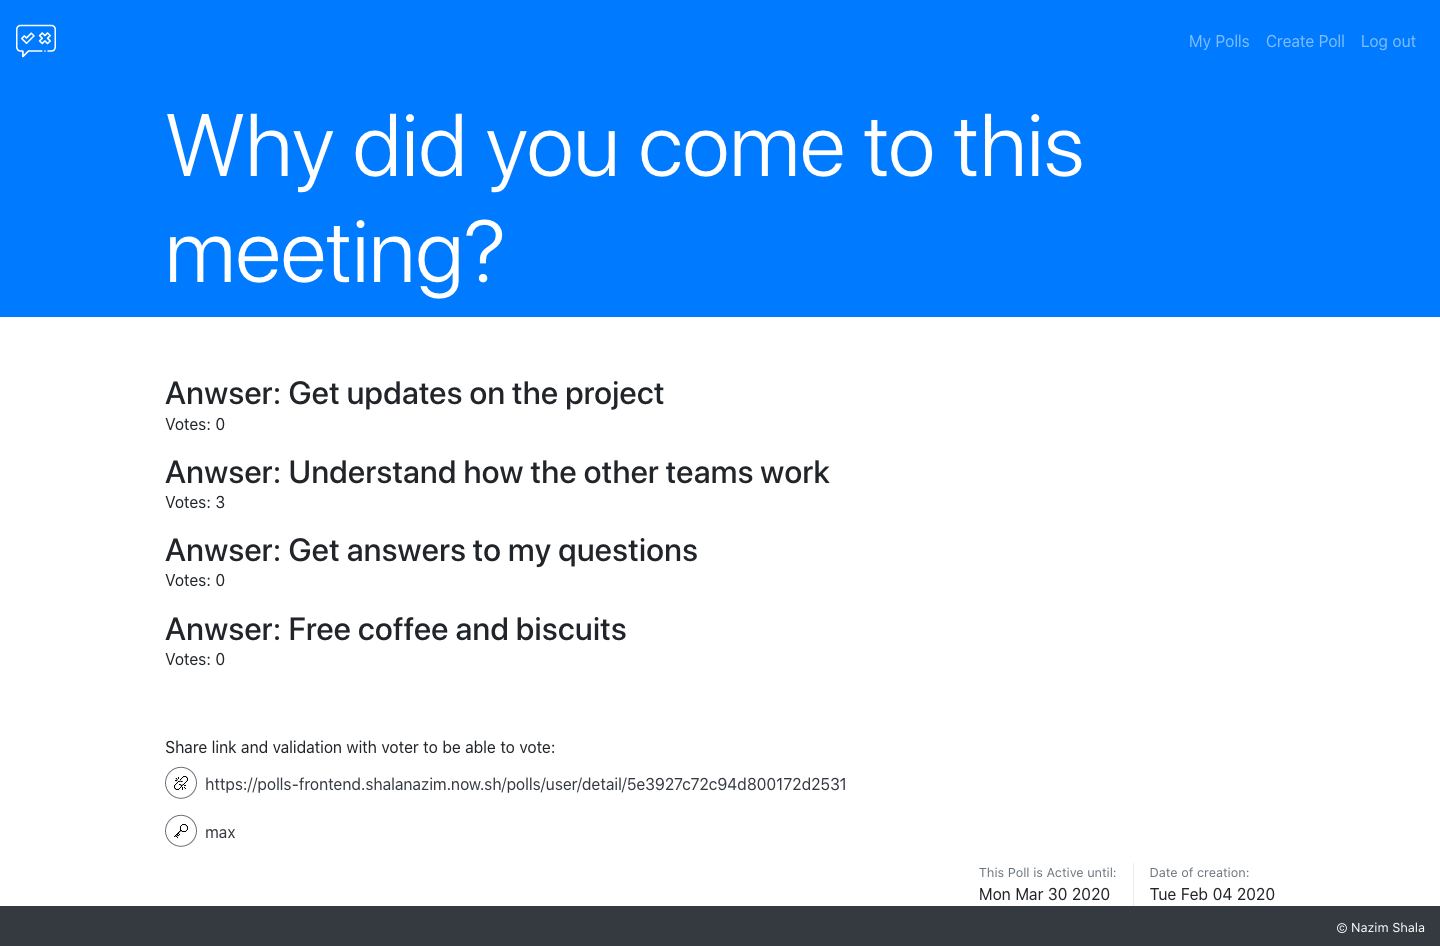 My Polls Create Poll Log out
Why did you come to this
meeting?
Anwser: Get updates on the project
Votes: 0
Anwser: Understand how the other teams work
Votes: 3
Anwser: Get answers to my questions
Votes: 0
Anwser: Free coffee and biscuits
Votes: 0
Share link and validation with voter to be able to vote:
https://polls-frontend.shalanazim.now.sh/polls/user/detail/5e3927c72c94d800172d2531
max
This Poll is Active until: Date of creation:
Mon Mar 30 2020 Tue Feb 04 2020
© Nazim Shala